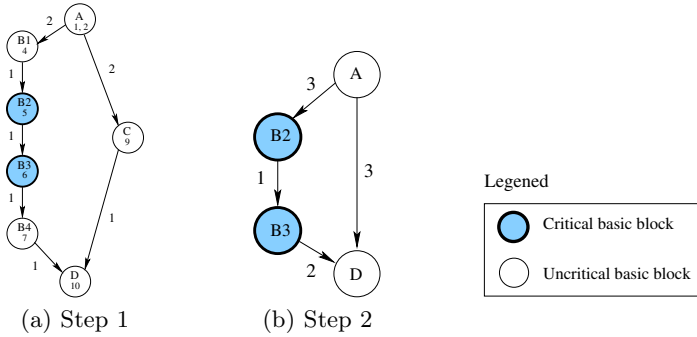 A
1, 2
2
B1
4
2
1
B2
5
1
C
9
B3
6
1
1
B4
7
1
D
10
(a) Step 1
A
3
B2
1
3
B3
2
D
(b) Step 2
Legened
Critical basic block
Uncritical basic block